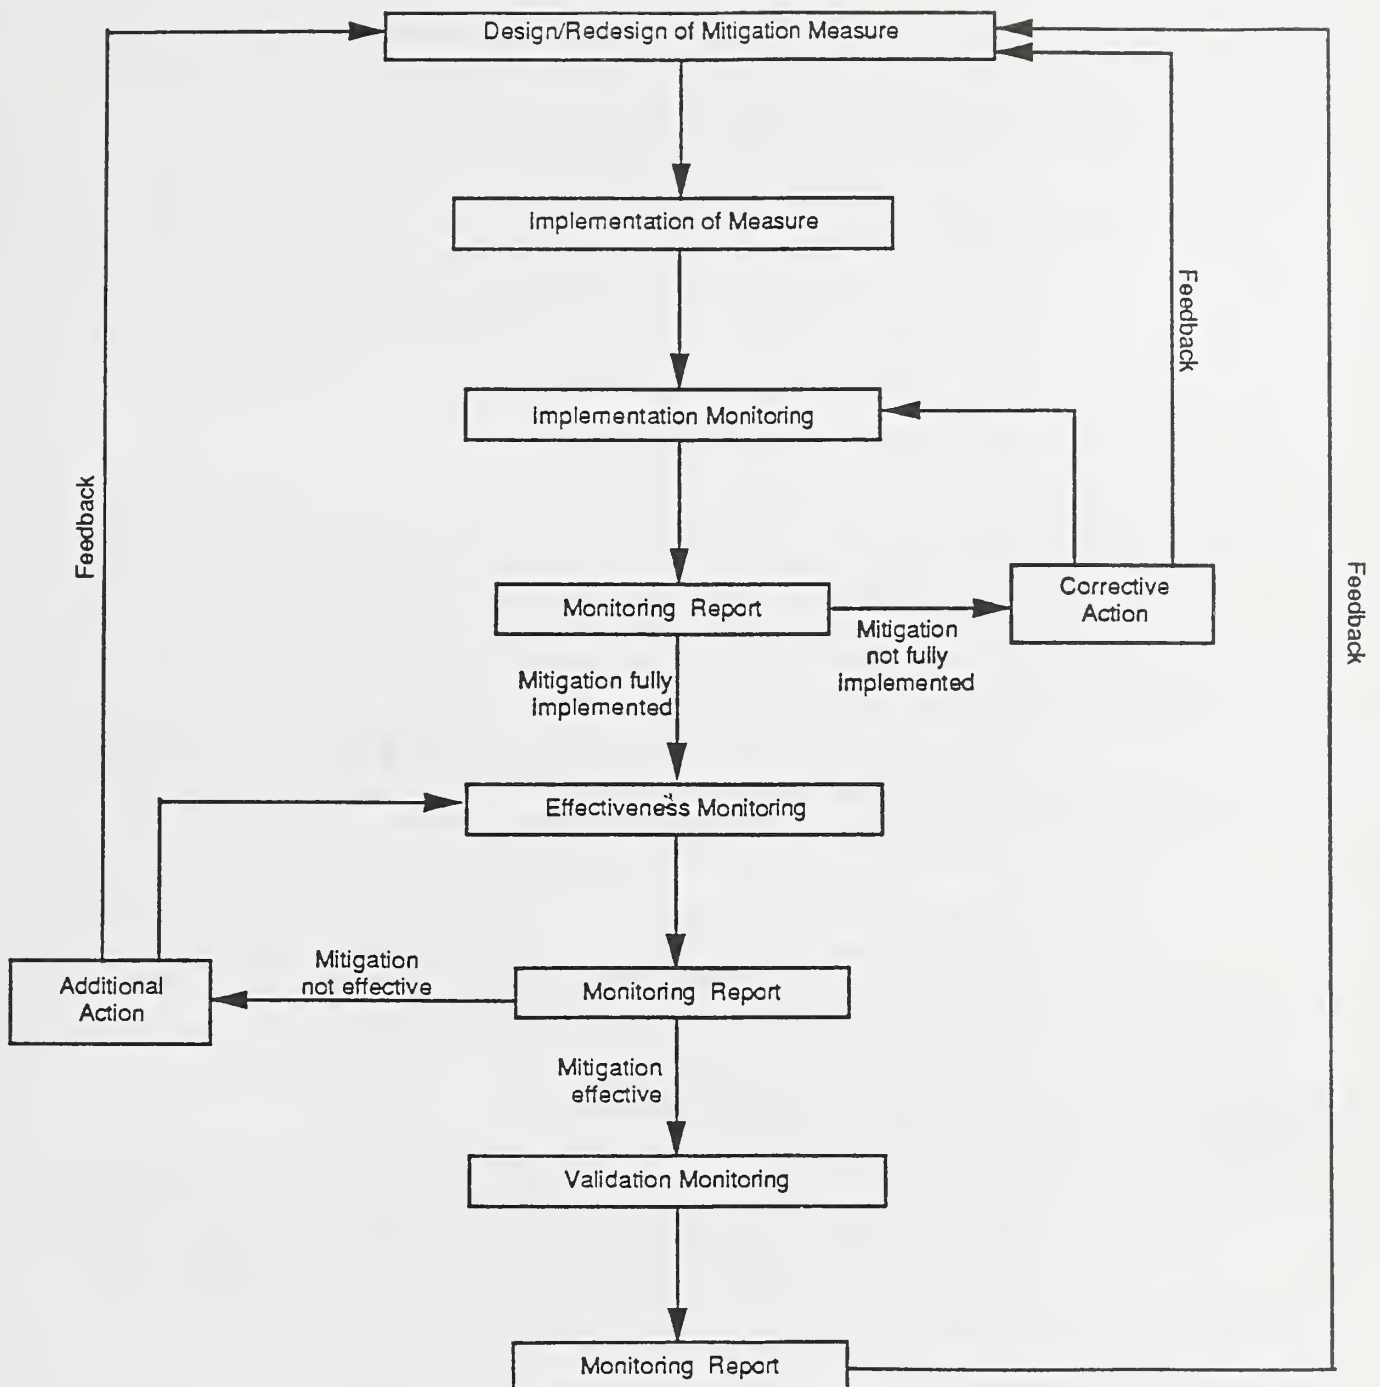 Design/Redesign of Mitigation Measure
Implementation of Measure
Feedback
Implementation Monitoring
Feedback
Monitoring Report
Corrective
Action
Mitigation
not fully
implemented
Feedback
Mitigation fully
implemented
Effectiveness Monitoring
Mitigation
not effective
Additional
Action
Monitoring Report
Mitigation
effective
Validation Monitoring
Monitoring Report